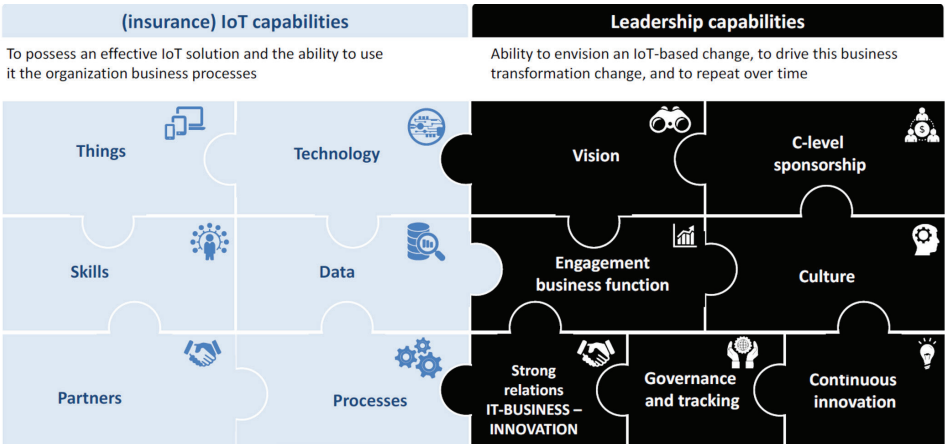 (insurance) IoT capabilities
Leadership capabilities
To possess an effective IoT solution and the ability to use
it the organization business processes
Ability to envision an IoT-based change, to drive this business
transformation change, and to repeat over time
Things
Technology
Vision
C-level
sponsorship
$
Skills
Data
Engagement
business function
Culture
Partners
Processes
Strong
relations
IT-BUSINESS –
INNOVATION
Governance
and tracking
Continuous
innovation